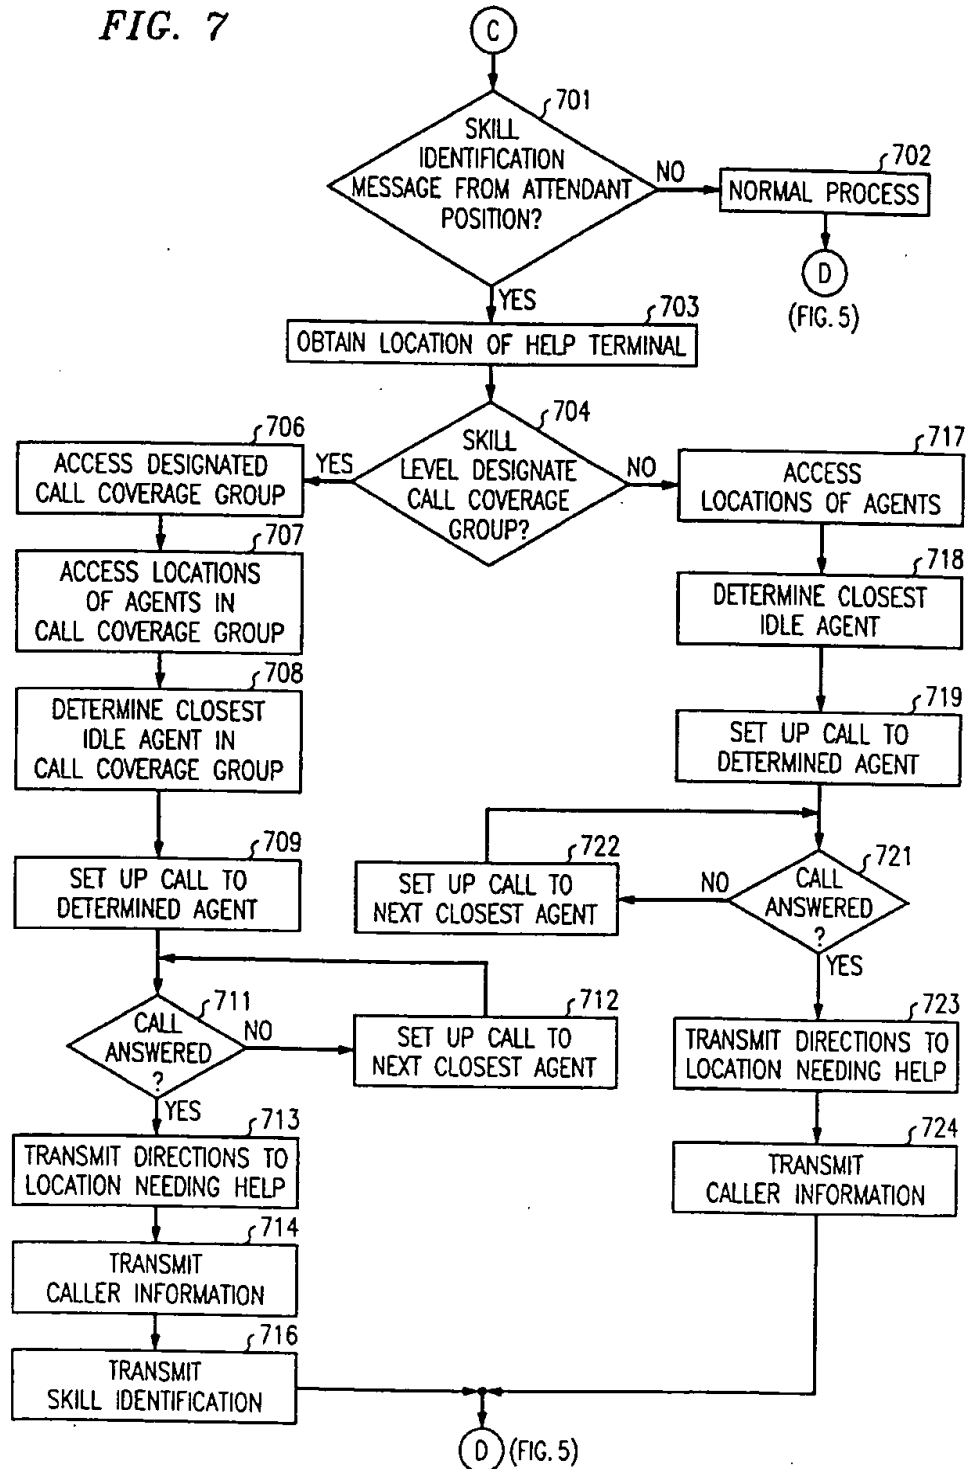 FIG. 7
C
701
SKILL
IDENTIFICATION
MESSAGE FROM ATTENDANT
POSITION?
NO
702
NORMAL PROCESS
D
(FIG. 5)
YES
703
OBTAIN LOCATION OF HELP TERMINAL
704
SKILL
LEVEL DESIGNATE
CALL COVERAGE
GROUP?
YES
NO
706
ACCESS DESIGNATED
CALL COVERAGE GROUP
707
ACCESS LOCATIONS
OF AGENTS IN
CALL COVERAGE GROUP
708
DETERMINE CLOSEST
IDLE AGENT IN
CALL COVERAGE GROUP
709
SET UP CALL TO
DETERMINED AGENT
711
CALL
ANSWERED
?
NO
712
SET UP CALL TO
NEXT CLOSEST AGENT
YES
713
TRANSMIT DIRECTIONS TO
LOCATION NEEDING HELP
714
TRANSMIT
CALLER INFORMATION
716
TRANSMIT
SKILL IDENTIFICATION
717
ACCESS
LOCATIONS OF AGENTS
718
DETERMINE CLOSEST
IDLE AGENT
719
SET UP CALL TO
DETERMINED AGENT
721
CALL
ANSWERED
?
NO
722
SET UP CALL TO
NEXT CLOSEST AGENT
YES
723
TRANSMIT DIRECTIONS TO
LOCATION NEEDING HELP
724
TRANSMIT
CALLER INFORMATION
D (FIG. 5)